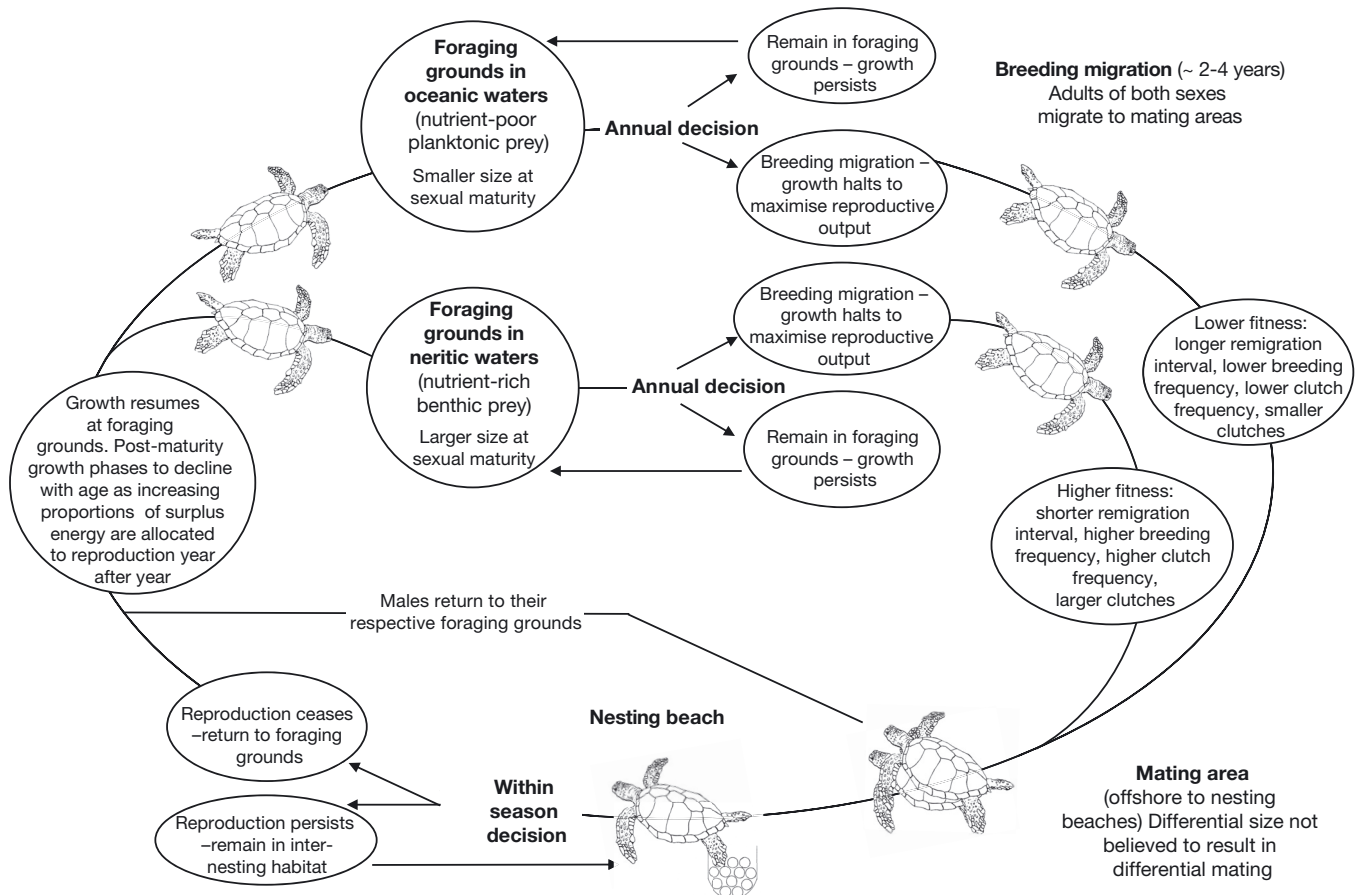 Foraging
grounds in
oceanic waters
(nutrient-poor
planktonic prey)
Smaller size at
sexual maturity
Annual decision
Remain in foraging
grounds – growth
persists
Breeding migration –
growth halts to
maximise reproductive
output
Breeding migration (~ 2-4 years)
Adults of both sexes
migrate to mating areas
Foraging
grounds in
neritic waters
(nutrient-rich
benthic prey)
Larger size at
sexual maturity
Annual decision
Breeding migration –
growth halts to
maximise reproductive
output
Remain in foraging
grounds – growth
persists
Lower fitness:
longer remigration
interval, lower breeding
frequency, lower clutch
frequency, smaller
clutches
Higher fitness:
shorter remigration
interval, higher breeding
frequency, higher clutch
frequency,
larger clutches
Growth resumes
at foraging
grounds. Post-maturity
growth phases to decline
with age as increasing
proportions of surplus
energy are allocated
to reproduction year
after year
Males return to their
respective foraging grounds
Reproduction ceases
–return to foraging
grounds
Reproduction persists
–remain in inter-
nesting habitat
Within
season
decision
Nesting beach
Mating area
(offshore to nesting
beaches) Differential size not
believed to result in
differential mating